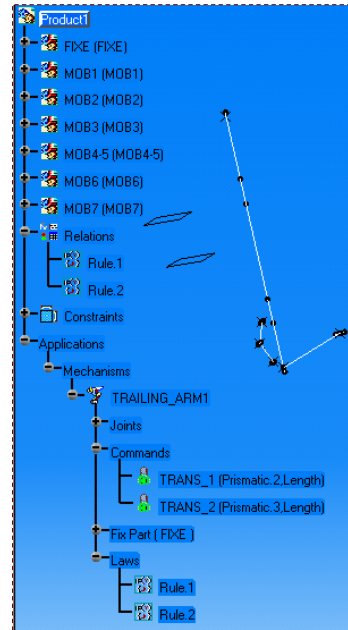 Product1
FIXE (FIXE)
MOB1 (MOB1)
MOB2 (MOB2)
MOB3 (MOB3)
MOB4-5 (MOB4-5)
MOB6 (MOB6)
MOB7 (MOB7)
Relations
Rule.1
Rule.2
Constraints
Applications
Mechanisms
TRAILING_ARM1
Joints
Commands
TRANS_1 (Prismatic.2,Length)
TRANS_2 (Prismatic.3,Length)
Fix Part ( FIXE )
Laws
Rule.1
Rule.2